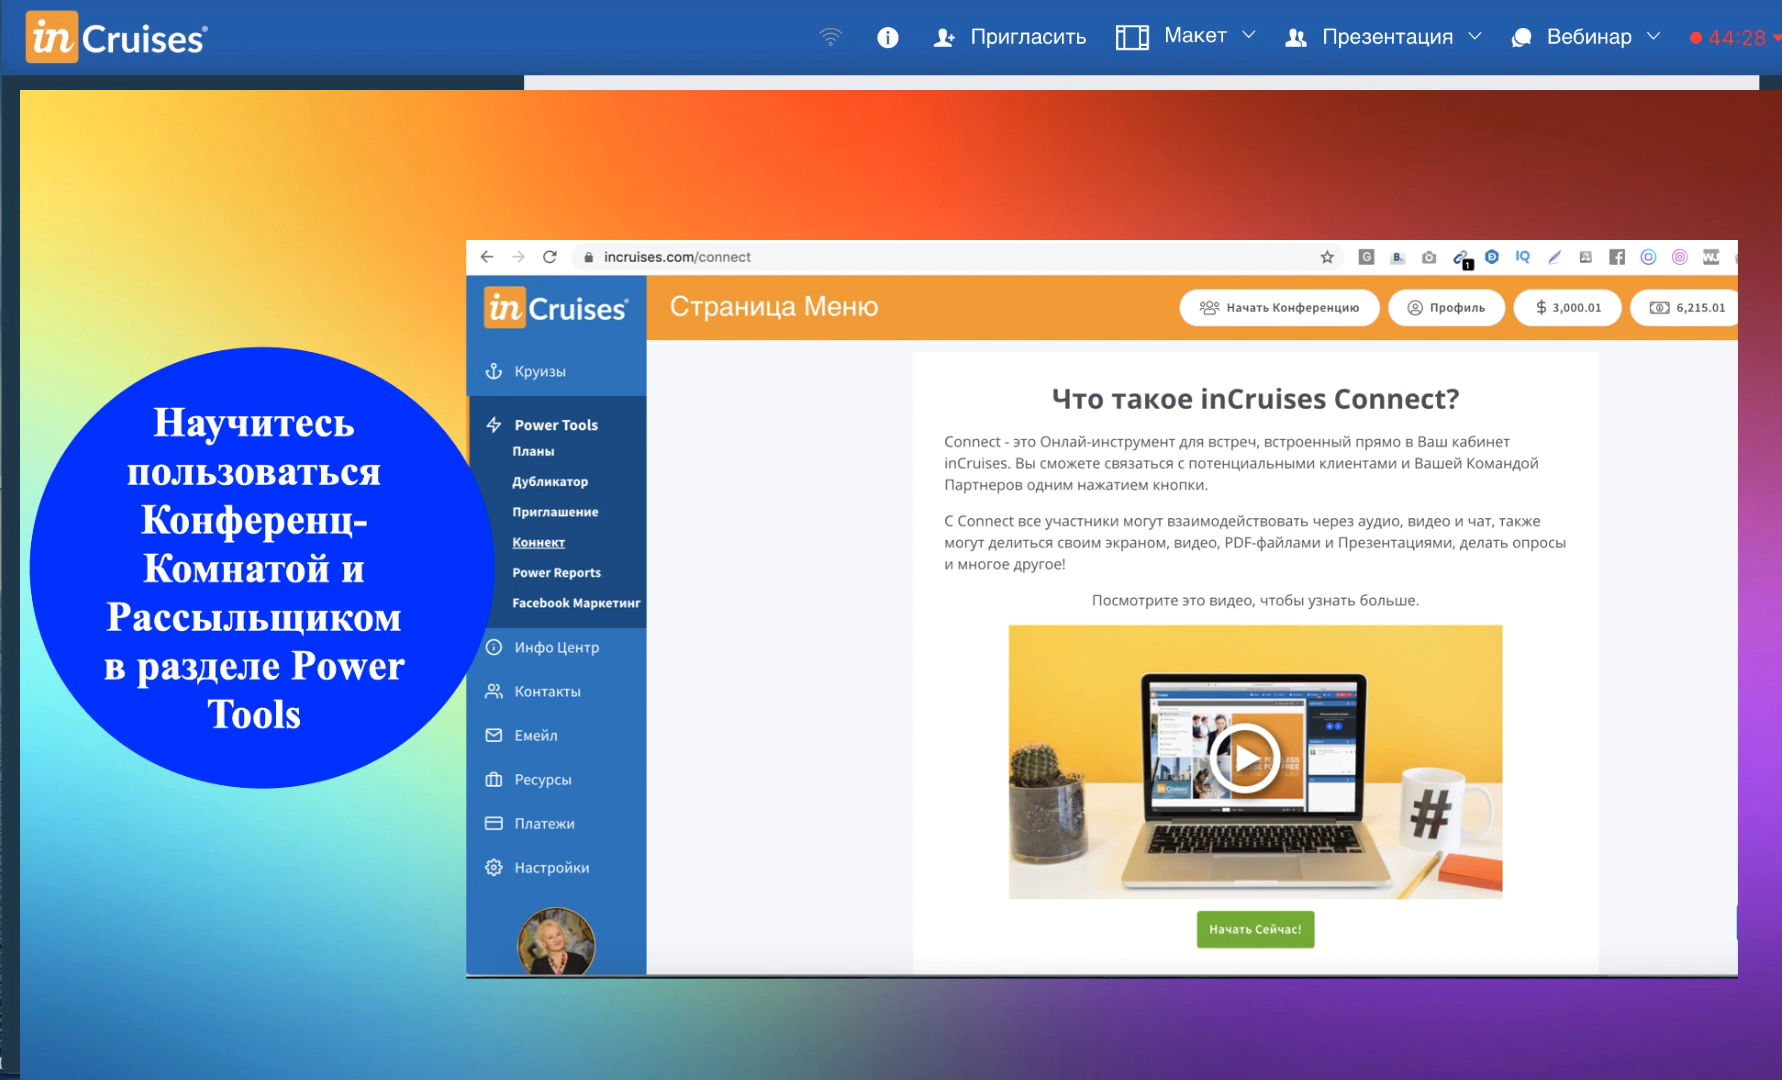 in Cruises®
Пригласить
Макет
Презентация
Вебинар
44:28
incruises.com/connect
in Cruises®
Страница Меню
Начать Конференцию
Профиль
$ 3,000.01
6,215.01
Круизы
Power Tools
Планы
Дубликатор
Приглашение
Коннект
Power Reports
Facebook Маркетинг
Инфо Центр
Контакты
Емейл
Ресурсы
Платежи
Настройки
Научитесь
пользоваться
Конференц-
Комнатой и
Рассыльщиком
в разделе Power
Tools
Что такое inCruises Connect?
Connect - это Онлай-инструмент для встреч, встроенный прямо в Ваш кабинет
inCruises. Вы сможете связаться с потенциальными клиентами и Вашей Командой
Партнеров одним нажатием кнопки.
С Connect все участники могут взаимодействовать через аудио, видео и чат, также
могут делиться своим экраном, видео, PDF-файлами и Презентациями, делать опросы
и многое другое!
Посмотрите это видео, чтобы узнать больше.
#
Начать Сейчас!